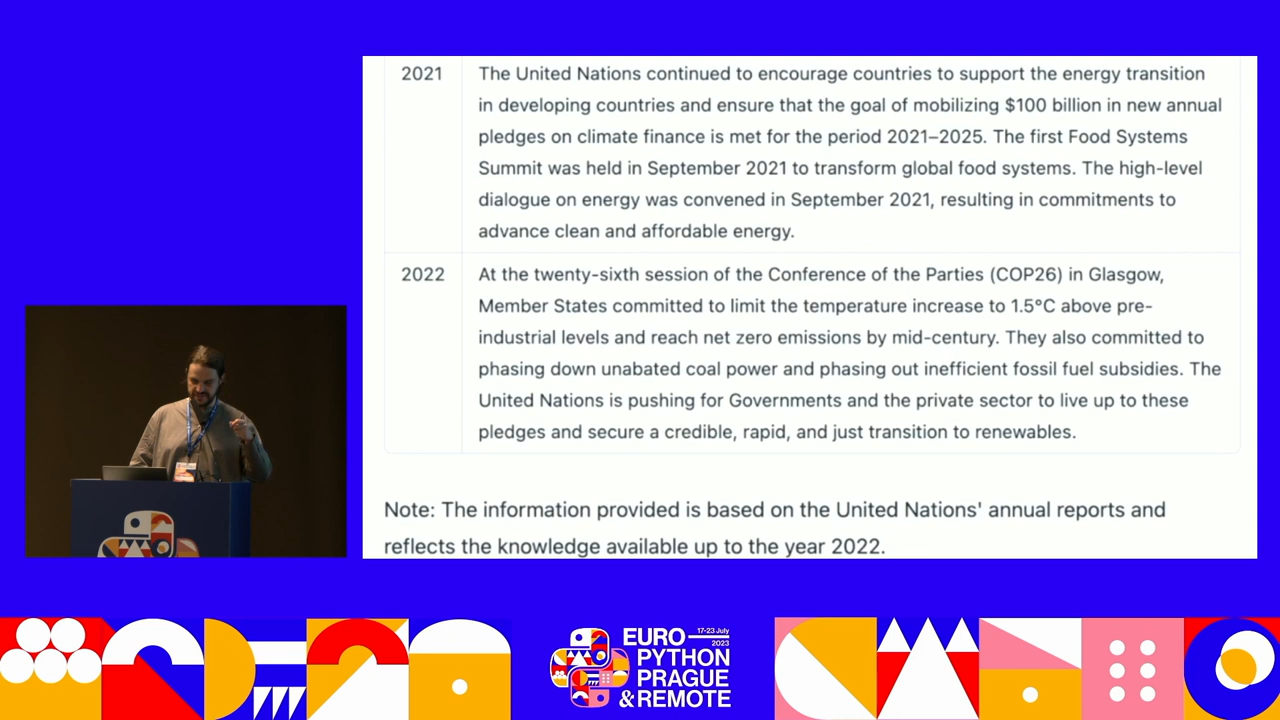 2021
The United Nations continued to encourage countries to support the energy transition
in developing countries and ensure that the goal of mobilizing $100 billion in new annual
pledges on climate finance is met for the period 2021–2025. The first Food Systems
Summit was held in September 2021 to transform global food systems. The high-level
dialogue on energy was convened in September 2021, resulting in commitments to
advance clean and affordable energy.
2022
At the twenty-sixth session of the Conference of the Parties (COP26) in Glasgow,
Member States committed to limit the temperature increase to 1.5°C above pre-
industrial levels and reach net zero emissions by mid-century. They also committed to
phasing down unabated coal power and phasing out inefficient fossil fuel subsidies. The
United Nations is pushing for Governments and the private sector to live up to these
pledges and secure a credible, rapid, and just transition to renewables.
Note: The information provided is based on the United Nations' annual reports and
reflects the knowledge available up to the year 2022.
EURO 17-23 July
2023
PYTHON
PRAGUE
& REMOTE